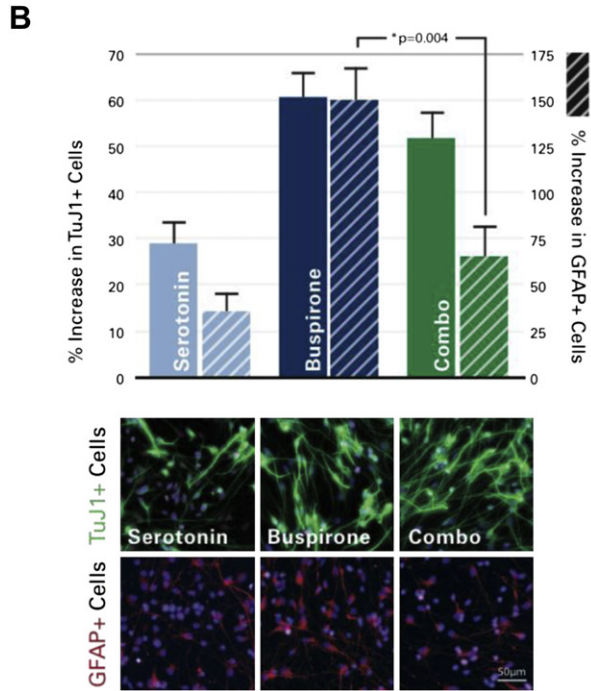 B
*p=0.004
% Increase in TuJ1+ Cells
70
60
50
40
30
20
10
0
Serotonin
Buspirone
Combo
175
150
125
100
75
50
25
0
% Increase in GFAP+ Cells
TuJ1+ Cells
Serotonin
Buspirone
Combo
GFAP+ Cells
50μm